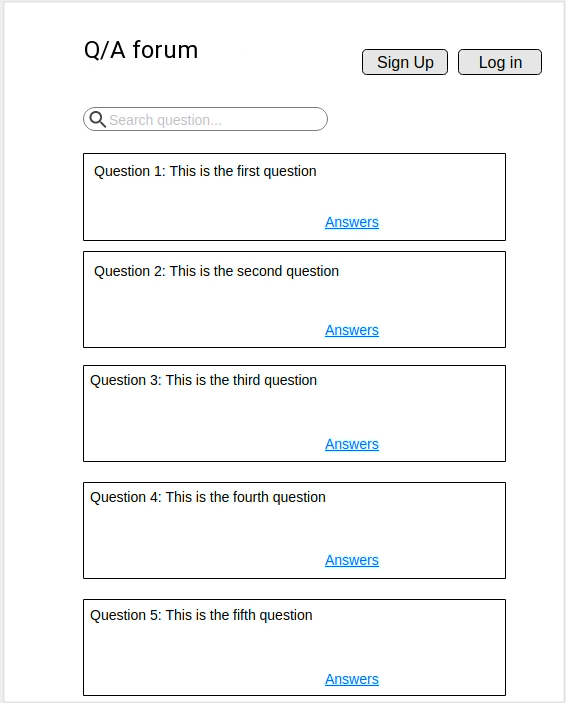 Q/A forum
Sign Up
Log in
Search question...
Question 1: This is the first question
Answers
Question 2: This is the second question
Answers
Question 3: This is the third question
Answers
Question 4: This is the fourth question
Answers
Question 5: This is the fifth question
Answers